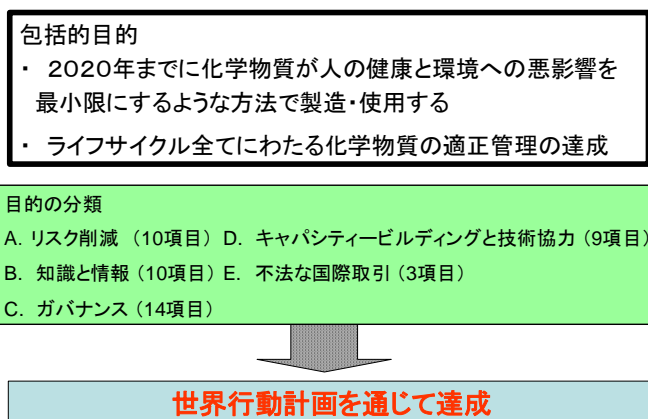 包括的目的
・ 2020年までに化学物質が人の健康と環境への悪影響を
最小限にするような方法で製造・使用する
・ ライフサイクル全てにわたる化学物質の適正管理の達成
目的の分類
A. リスク削減 （10項目） D. キャパシティービルディングと技術協力（9項目）
B. 知識と情報（10項目） E. 不法な国際取引（3項目）
C. ガバナンス（14項目）
世界行動計画を通じて達成